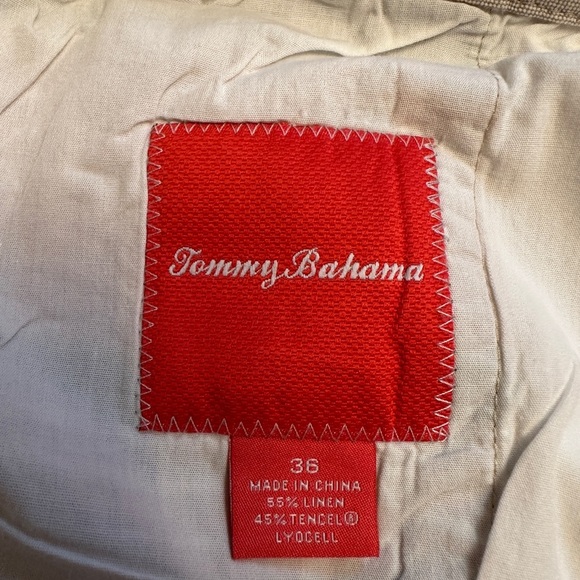 Tommy Bahama
36
MADE IN CHINA
55% LINEN
45% TENCEL®
LYOCELL